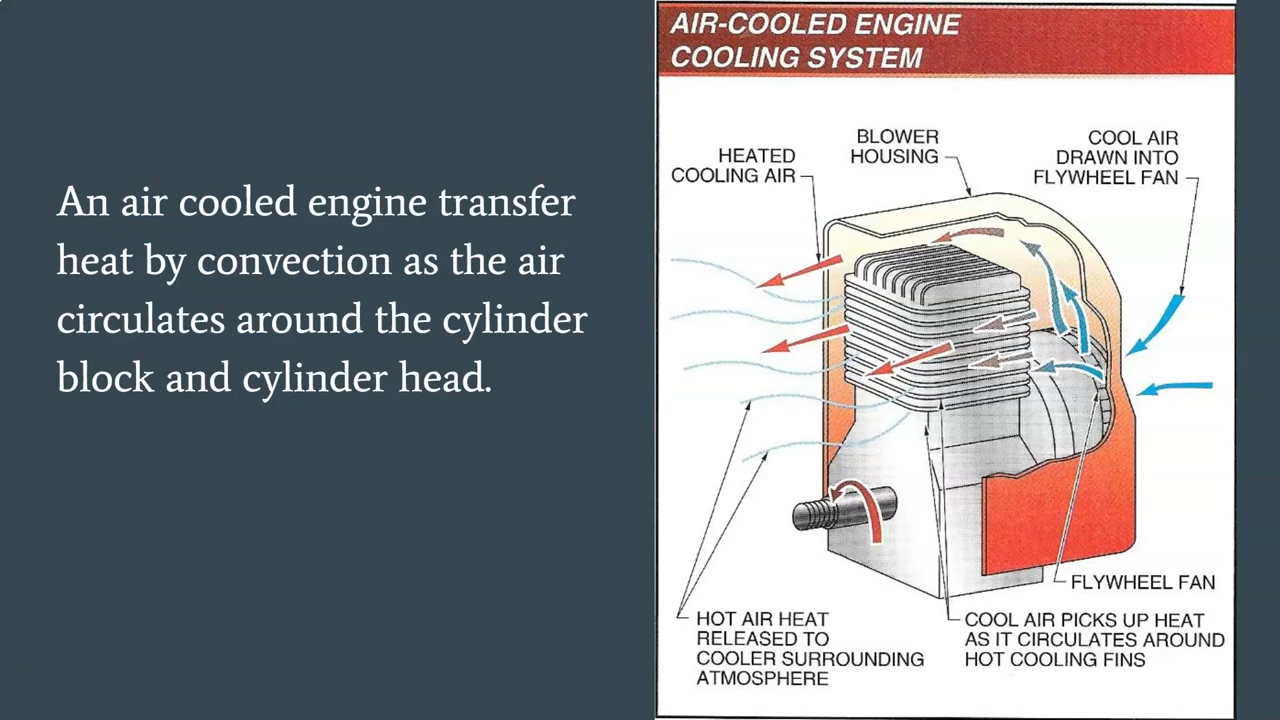 An air cooled engine transfer
heat by convection as the air
circulates around the cylinder
block and cylinder head.
AIR-COOLED ENGINE
COOLING SYSTEM
HEATED
COOLING AIR
BLOWER
HOUSING
COOL AIR
DRAWN INTO
FLYWHEEL FAN
FLYWHEEL FAN
HOT AIR HEAT
RELEASED TO
COOLER SURROUNDING
ATMOSPHERE
COOL AIR PICKS UP HEAT
AS IT CIRCULATES AROUND
HOT COOLING FINS